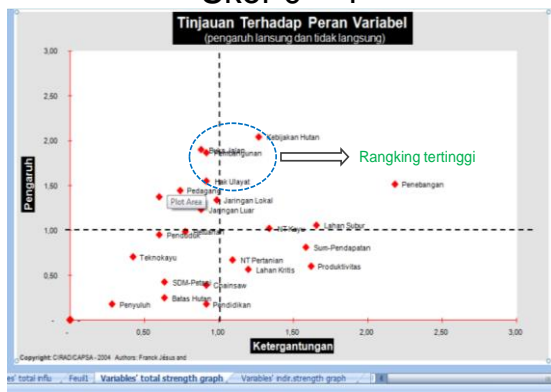 Tinjauan Terhadap Peran Variabel
(pengaruh lansung dan tidak langsung)
3,00
2,50
2,00
1,50
1,00
0,50
-
Pengaruh
Kebijakan Hutan
Buka Jalan
Pembangunan
Rangking tertinggi
Hak Ulayat
Penebangan
Pedagang
Plot Area
Jaringan Lokal
Jaringan Luar
Lahan Subur
NT Kayu
Penduduk
Sum-Pendapatan
Teknokayu
NT Pertanian
Lahan Kritis
Produktivitas
SDM-Petani
Chainsaw
Batas Hutan
Penyuluh
Pendidikan
- 0,50 1,00 1,50 2,00 2,50 3,00
Ketergantungan
Copyright: CIRAD/CAPSA - 2004 Authors: Franck Jésus and
es' total influ Feuil1 Variables' total strength graph Variables' indr.strength graph